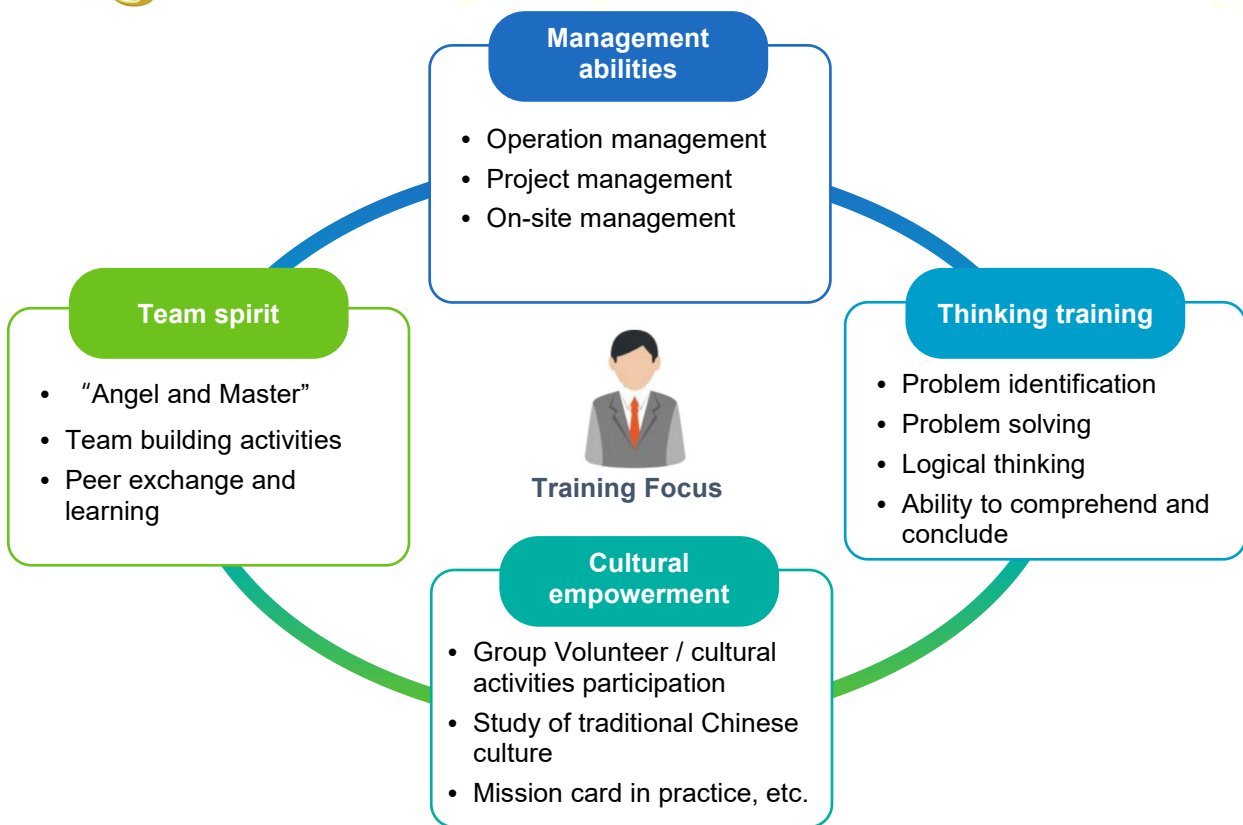 Management
abilities
• Operation management
• Project management
• On-site management
Team spirit
• “Angel and Master”
• Team building activities
• Peer exchange and
learning
Thinking training
• Problem identification
• Problem solving
• Logical thinking
• Ability to comprehend and
conclude
Training Focus
Cultural
empowerment
• Group Volunteer / cultural
activities participation
• Study of traditional Chinese
culture
• Mission card in practice, etc.